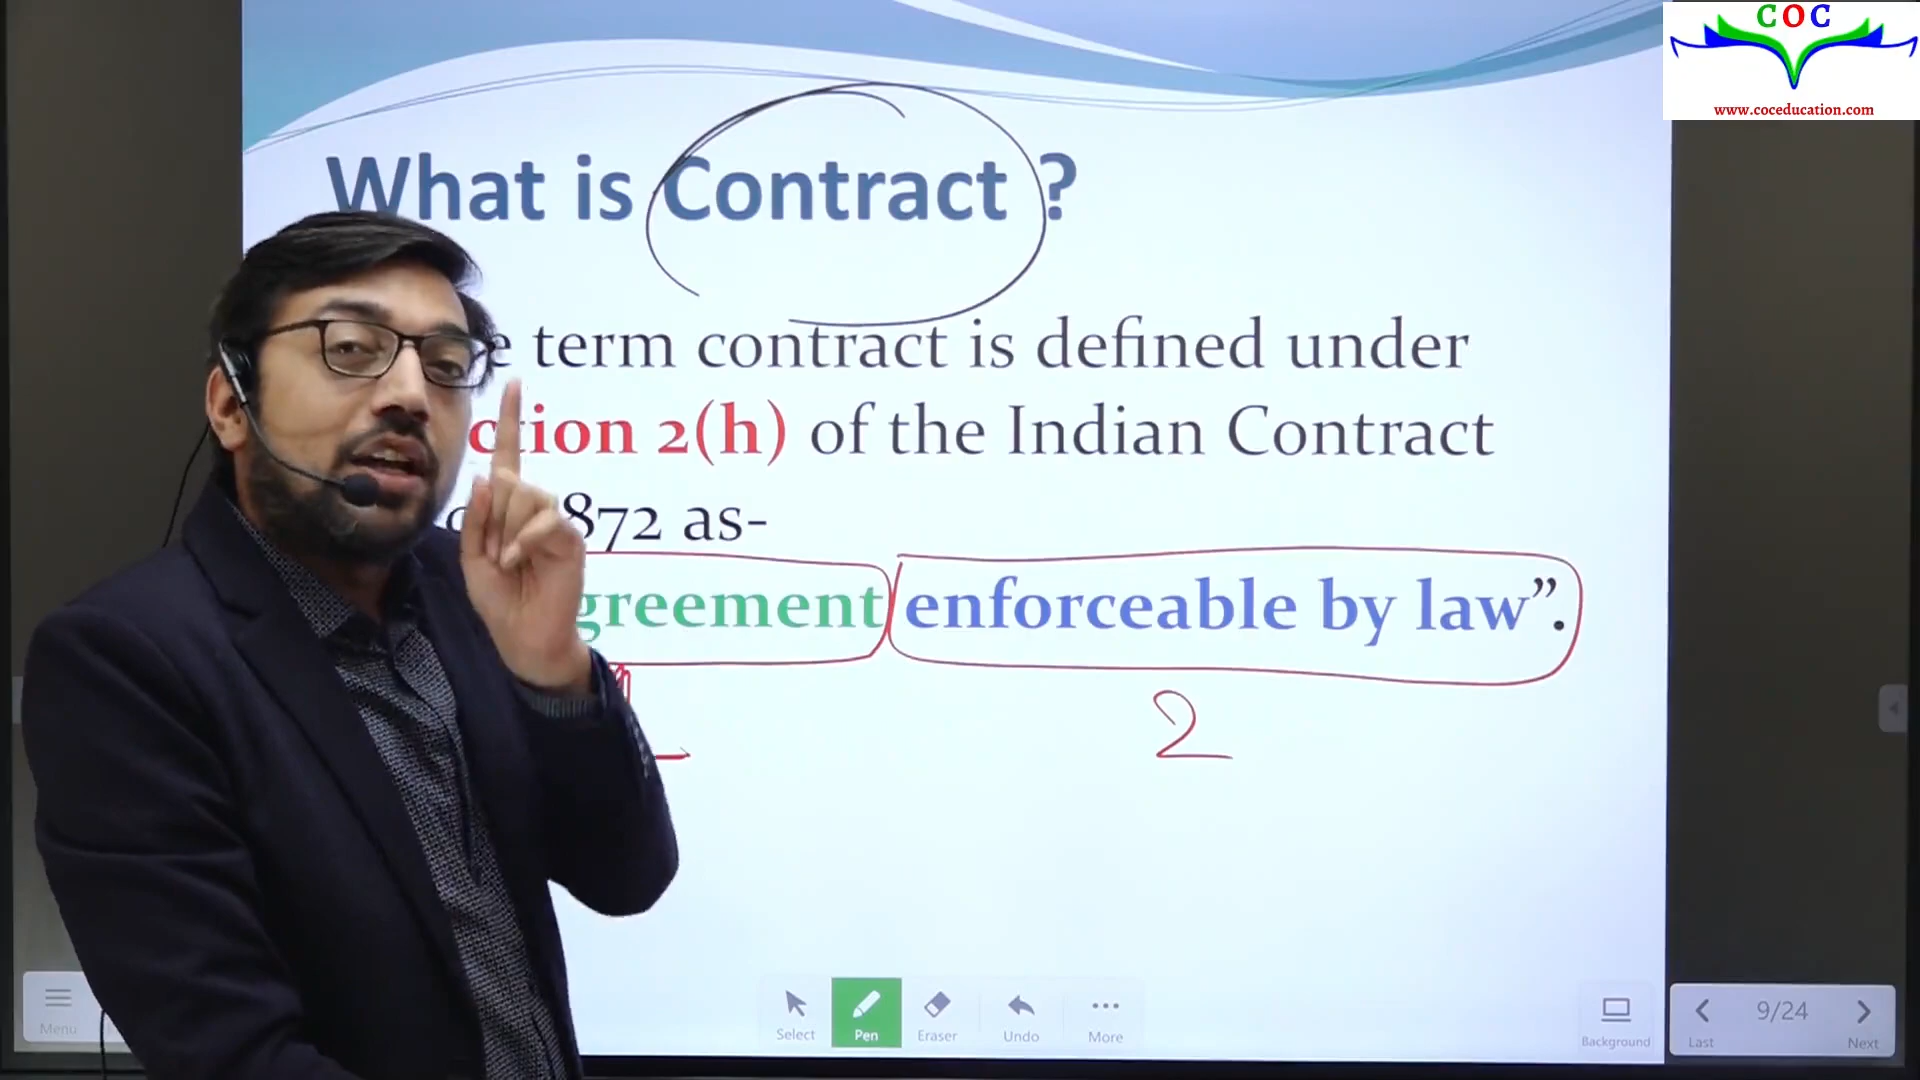 COC
www.coceducation.com
What is Contract ?
e term contract is defined under
ction 2(h) of the Indian Contract
872 as-
greement enforceable by law”.
2
Menu
Select
Pen
Eraser
Undo
More
Background
9/24
Last
Next